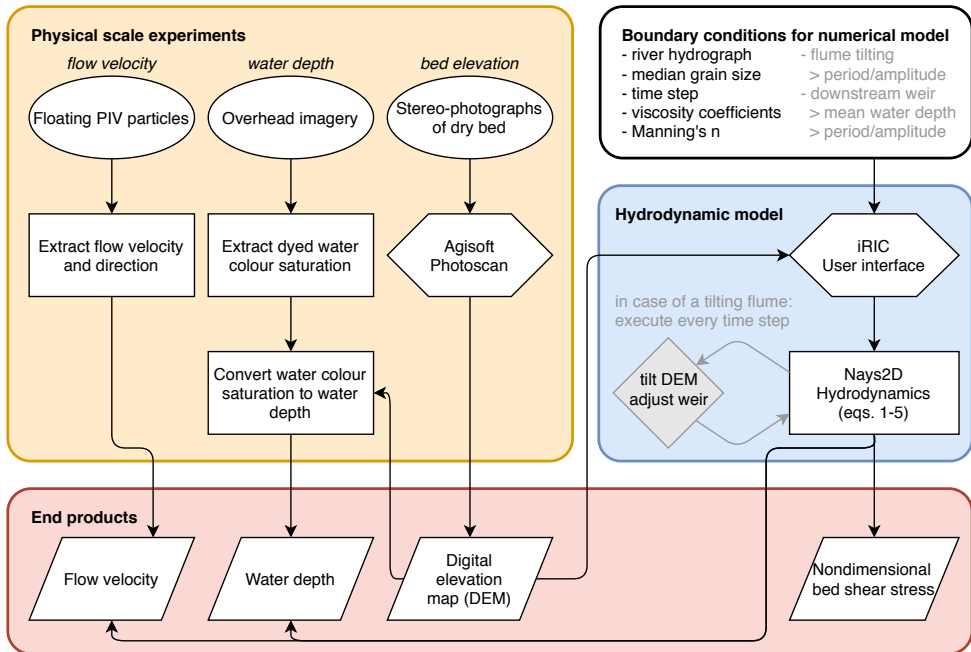 Physical scale experiments
flow velocity
water depth
bed elevation
Floating PIV particles
Overhead imagery
Stereo-photographs
of dry bed
Extract flow velocity
and direction
Extract dyed water
colour saturation
Agisoft
Photoscan
Convert water colour
saturation to water
depth
Boundary conditions for numerical model
- river hydrograph
- median grain size
- time step
- viscosity coefficients
- Manning's n
- flume tilting
> period/amplitude
- downstream weir
> mean water depth
> period/amplitude
Hydrodynamic model
iRIC
User interface
in case of a tilting flume:
execute every time step
tilt DEM
adjust weir
Nays2D
Hydrodynamics
(eqs. 1-5)
End products
Flow velocity
Water depth
Digital
elevation
map (DEM)
Nondimensional
bed shear stress